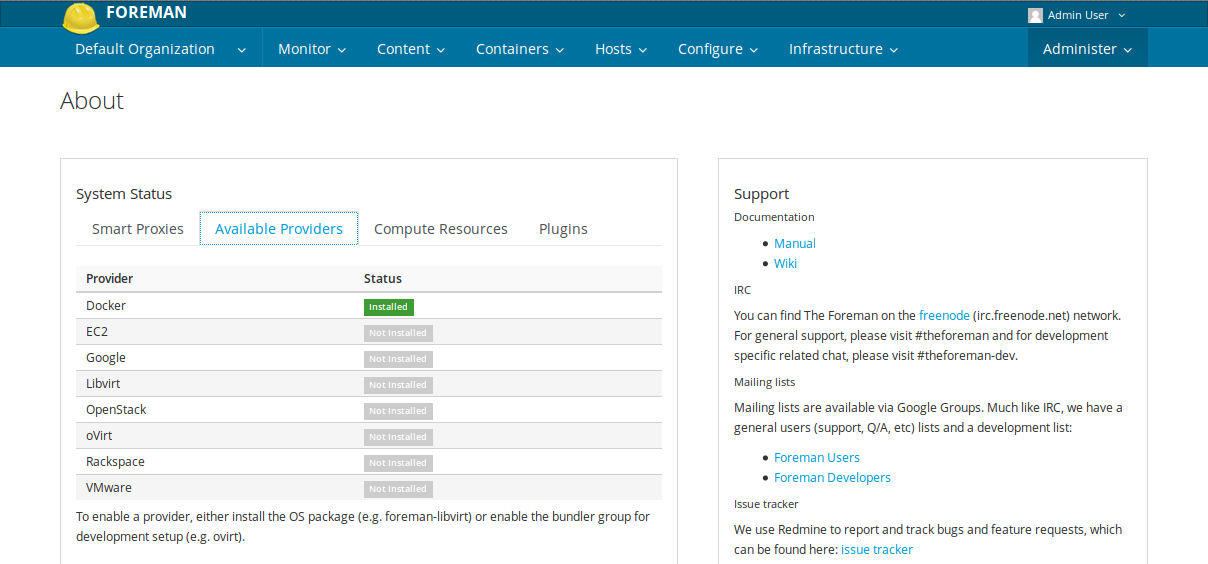 FOREMAN
Admin User
Default Organization
Monitor
Content
Containers
Hosts
Configure
Infrastructure
Administer
About
System Status
Smart Proxies
Available Providers
Compute Resources
Plugins
Provider Status
Docker Installed
EC2 Not Installed
Google Not Installed
Libvirt Not Installed
OpenStack Not Installed
oVirt Not Installed
Rackspace Not Installed
VMware Not Installed
To enable a provider, either install the OS package (e.g. foreman-libvirt) or enable the bundler group for
development setup (e.g. ovirt).
Support
Documentation
Manual
Wiki
IRC
You can find The Foreman on the freenode (irc.freenode.net) network.
For general support, please visit #theforeman and for development
specific related chat, please visit #theforeman-dev.
Mailing lists
Mailing lists are available via Google Groups. Much like IRC, we have a
general users (support, Q/A, etc) lists and a development list:
Foreman Users
Foreman Developers
Issue tracker
We use Redmine to report and track bugs and feature requests, which
can be found here: issue tracker